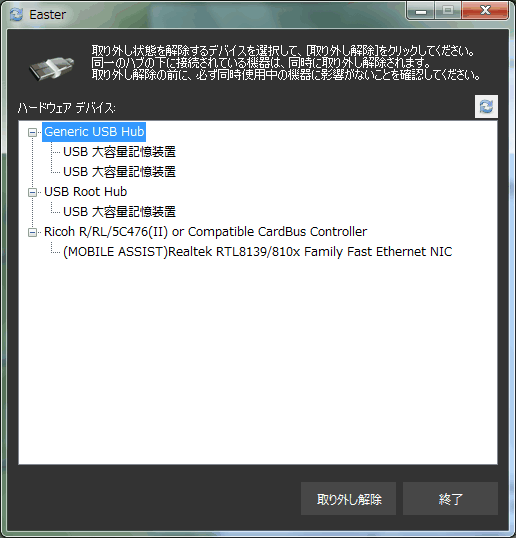 Easter
取り外し状態を解除するデバイスを選択して、[取り外し解除]をクリックしてください。
同一のハブの下に接続されている機器は、同時に取り外し解除されます。
取り外し解除の前に、必ず同時使用中の機器に影響がないことを確認してください。
ハードウェア デバイス:
Generic USB Hub
USB 大容量記憶装置
USB 大容量記憶装置
USB Root Hub
USB 大容量記憶装置
Ricoh R/RL/5C476(II) or Compatible CardBus Controller
(MOBILE ASSIST)Realtek RTL8139/810x Family Fast Ethernet NIC
取り外し解除 終了